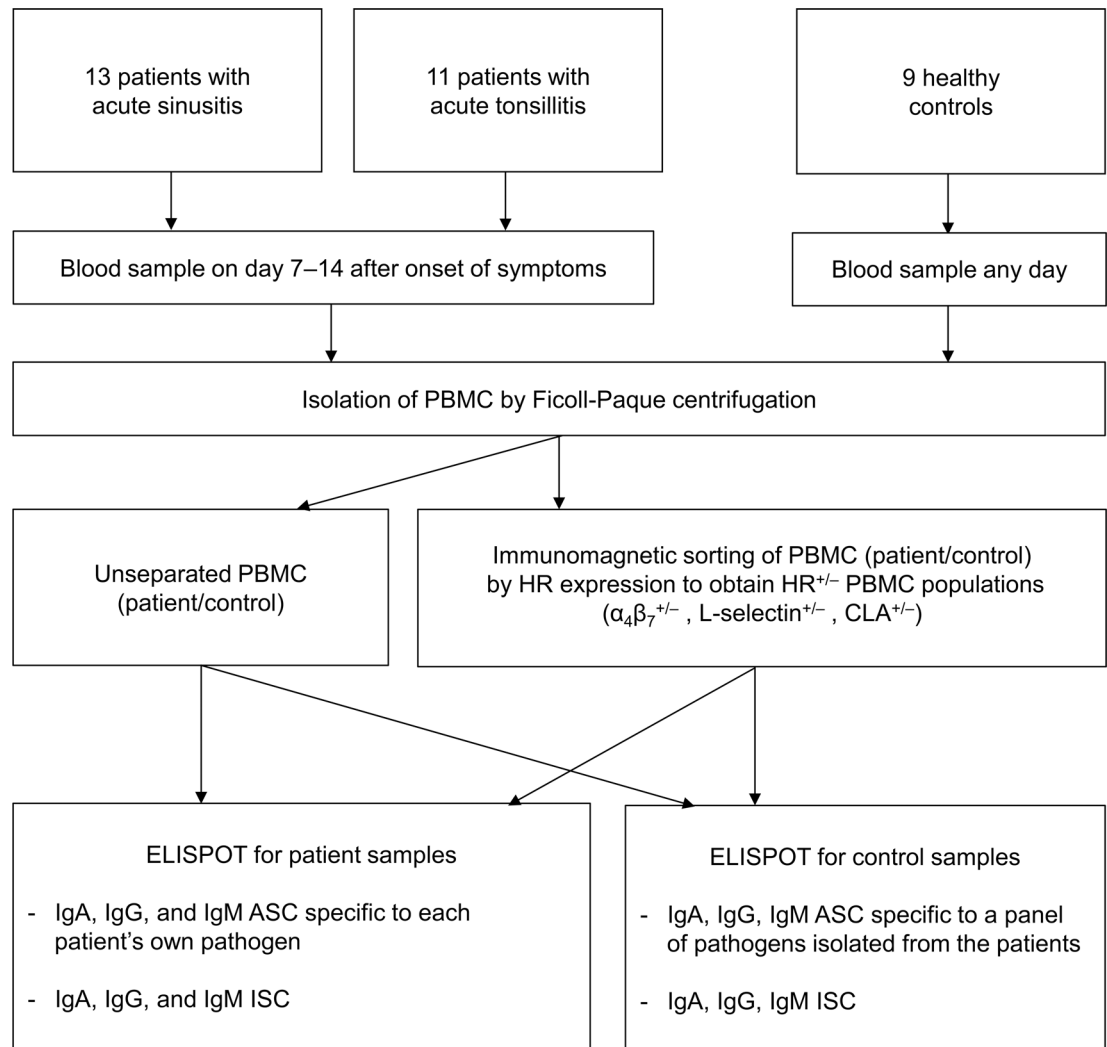 13 patients with
acute sinusitis
11 patients with
acute tonsillitis
9 healthy
controls
Blood sample on day 7–14 after onset of symptoms
Blood sample any day
Isolation of PBMC by Ficoll-Paque centrifugation
Unseparated PBMC
(patient/control)
Immunomagnetic sorting of PBMC (patient/control)
by HR expression to obtain HR⁺/⁻ PBMC populations
(α₄β₇⁺/⁻ , L-selectin⁺/⁻ , CLA⁺/⁻)
ELISPOT for patient samples
- IgA, IgG, and IgM ASC specific to each
patient’s own pathogen
- IgA, IgG, and IgM ISC
ELISPOT for control samples
- IgA, IgG, IgM ASC specific to a panel
of pathogens isolated from the patients
- IgA, IgG, IgM ISC